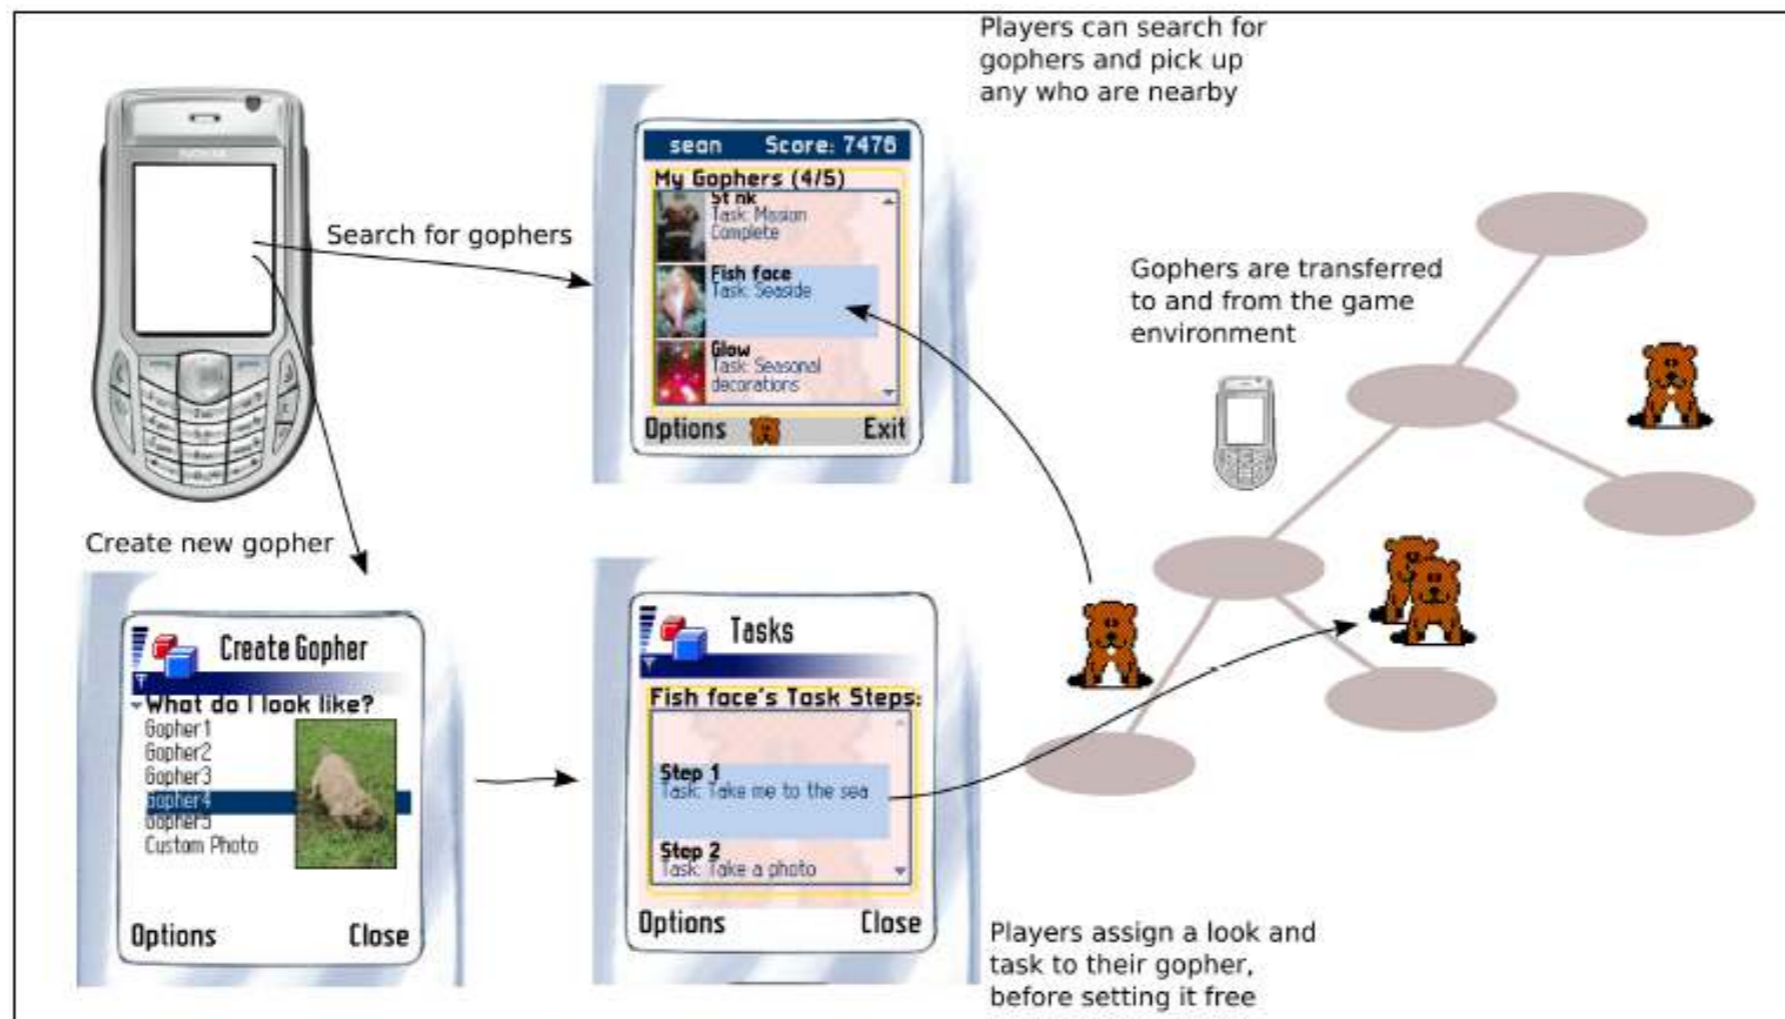 Players can search for
gophers and pick up
any who are nearby
sean Score: 7476
My Gophers (4/5)
St nk
Task: Mission
Complete
Fish face
Task: Seaside
Glow
Task: Seasonal
decorations
Options Exit
Search for gophers
Gophers are transferred
to and from the game
environment
Create new gopher
Create Gopher
What do I look like?
Gopher1
Gopher2
Gopher3
Gopher4
Gopher5
Custom Photo
Options Close
Tasks
Fish face's Task Steps:
Step 1
Task: Take me to the sea
Step 2
Task: Take a photo
Options Close
Players assign a look and
task to their gopher,
before setting it free